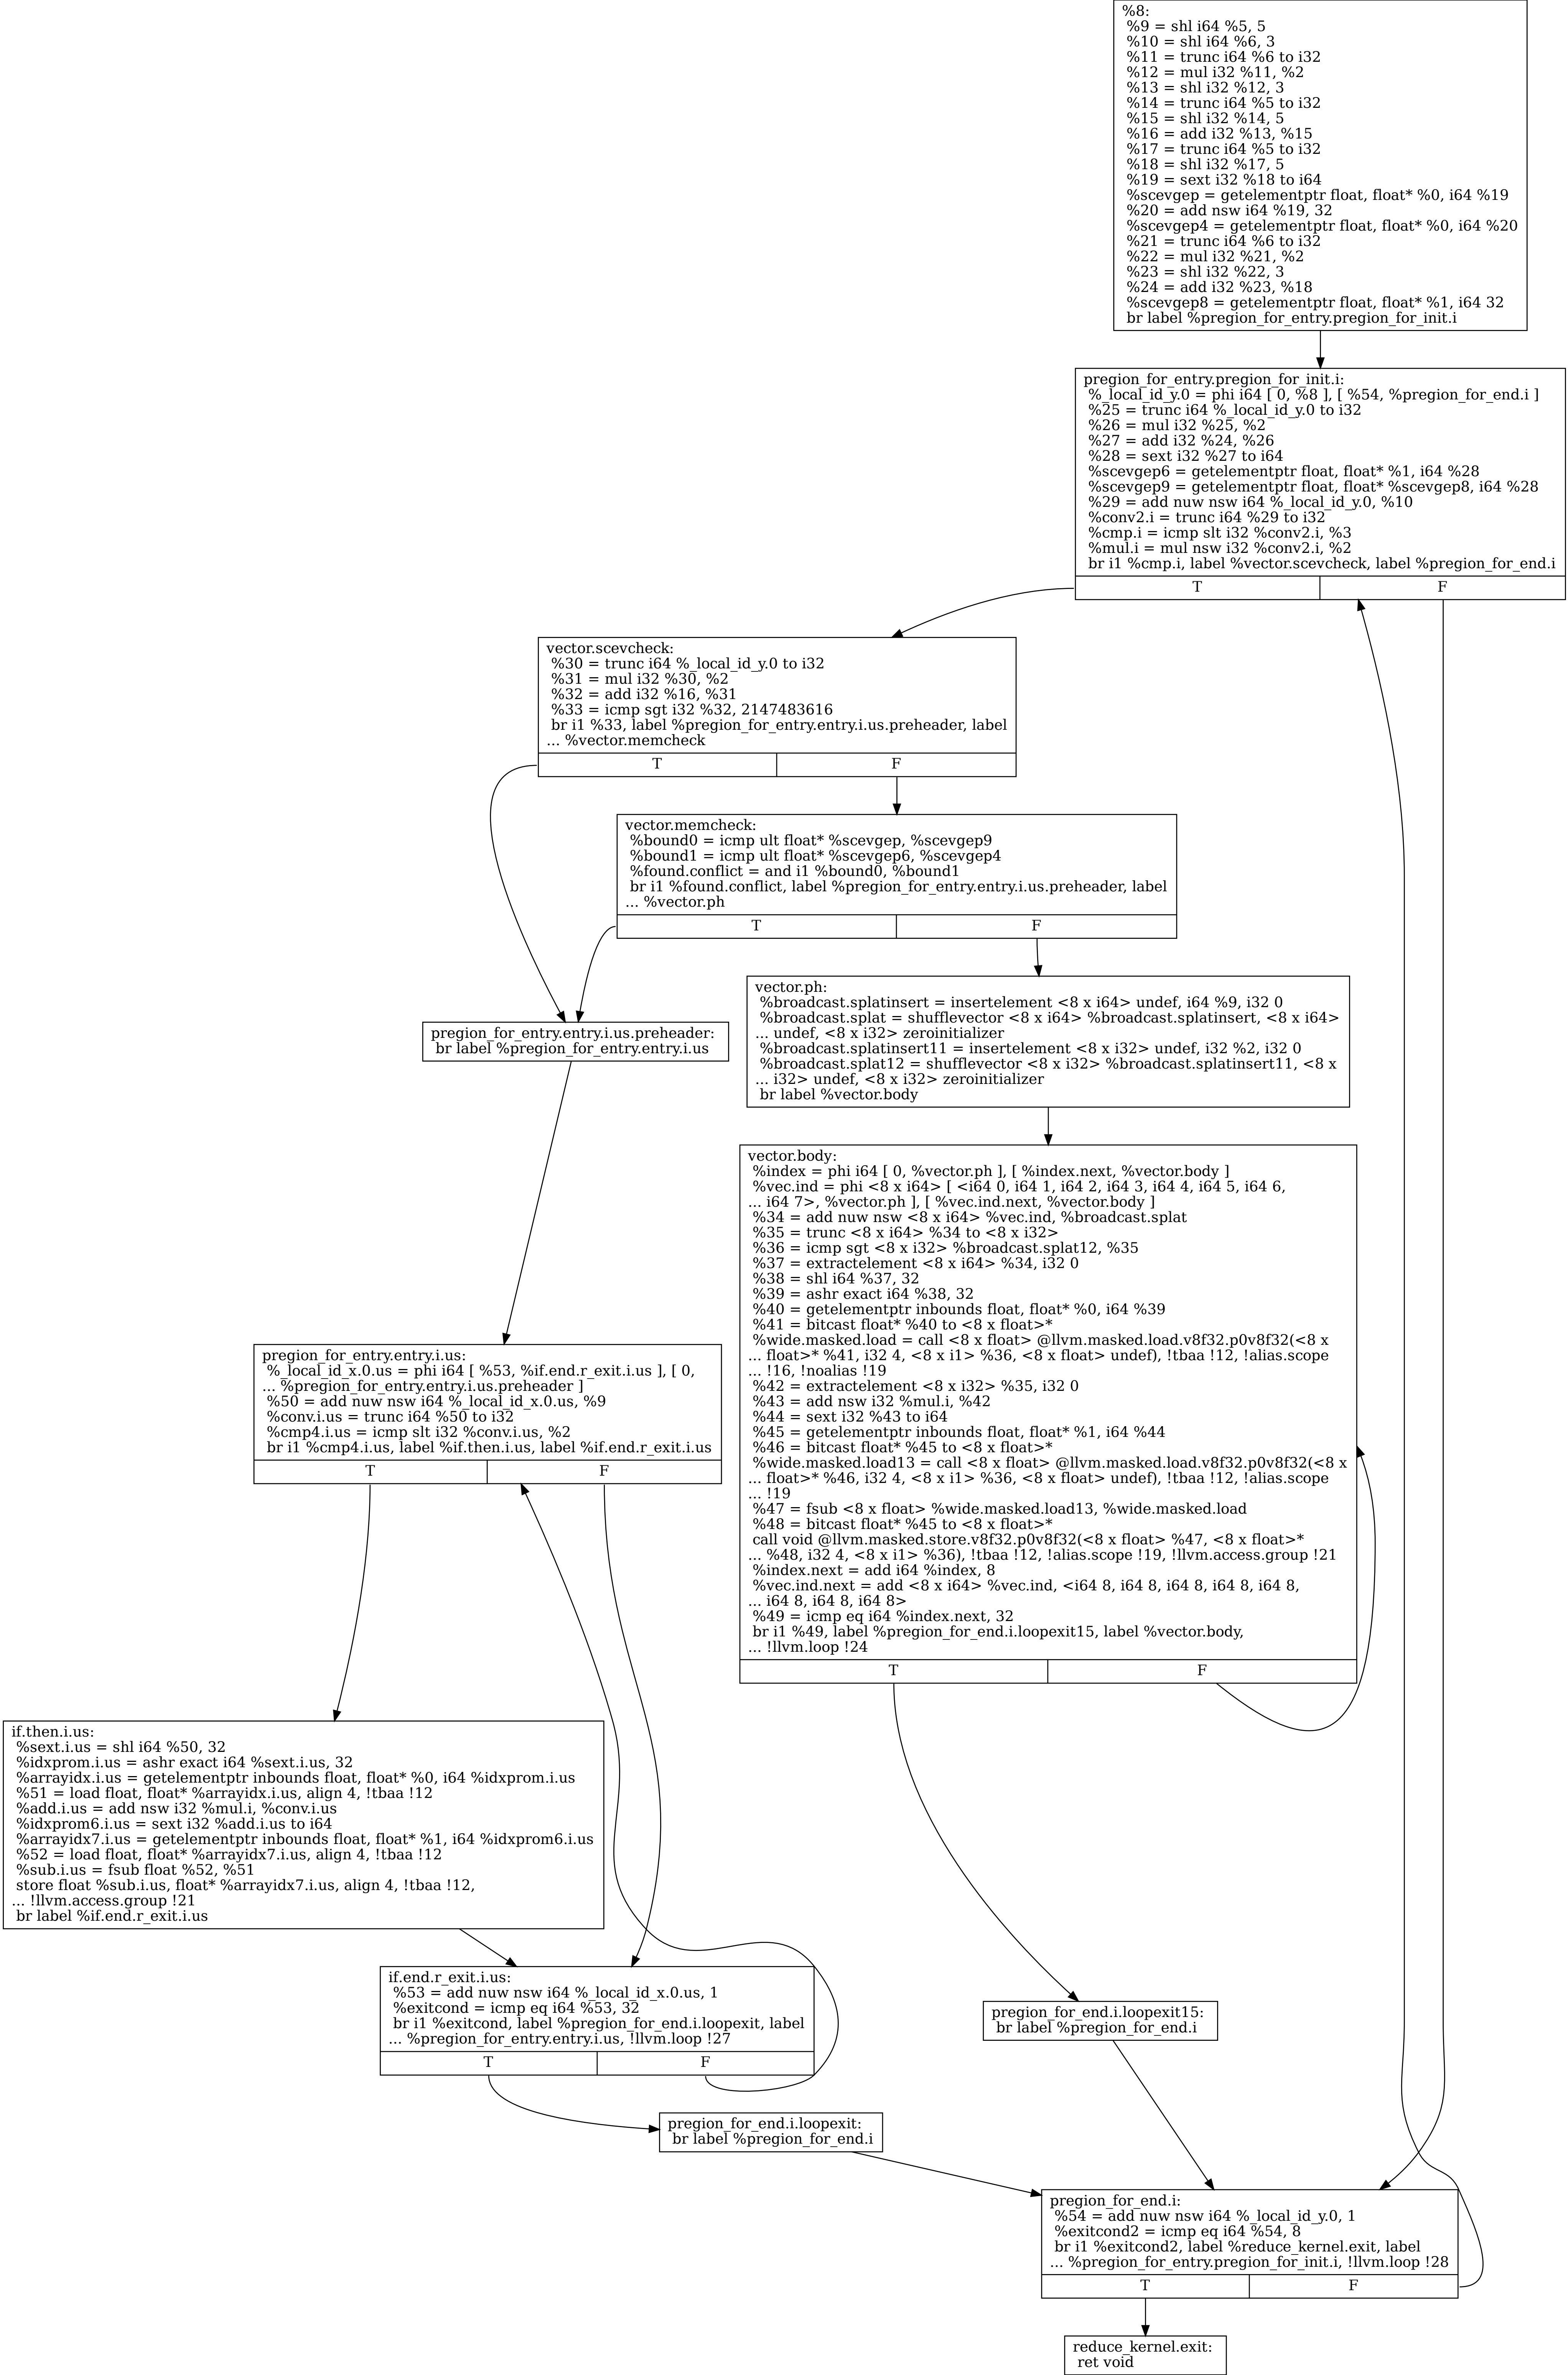 %8:
%9 = shl i64 %5, 5
%10 = shl i64 %6, 3
%11 = trunc i64 %6 to i32
%12 = mul i32 %11, %2
%13 = shl i32 %12, 3
%14 = trunc i64 %5 to i32
%15 = shl i32 %14, 5
%16 = add i32 %13, %15
%17 = trunc i64 %5 to i32
%18 = shl i32 %17, 5
%19 = sext i32 %18 to i64
%scevgep = getelementptr float, float* %0, i64 %19
%20 = add nsw i64 %19, 32
%scevgep4 = getelementptr float, float* %0, i64 %20
%21 = trunc i64 %6 to i32
%22 = mul i32 %21, %2
%23 = shl i32 %22, 3
%24 = add i32 %23, %18
%scevgep8 = getelementptr float, float* %1, i64 32
br label %pregion_for_entry.pregion_for_init.i
pregion_for_entry.pregion_for_init.i:
%_local_id_y.0 = phi i64 [ 0, %8 ], [ %54, %pregion_for_end.i ]
%25 = trunc i64 %_local_id_y.0 to i32
%26 = mul i32 %25, %2
%27 = add i32 %24, %26
%28 = sext i32 %27 to i64
%scevgep6 = getelementptr float, float* %1, i64 %28
%scevgep9 = getelementptr float, float* %scevgep8, i64 %28
%29 = add nuw nsw i64 %_local_id_y.0, %10
%conv2.i = trunc i64 %29 to i32
%cmp.i = icmp slt i32 %conv2.i, %3
%mul.i = mul nsw i32 %conv2.i, %2
br i1 %cmp.i, label %vector.scevcheck, label %pregion_for_end.i
T F
vector.scevcheck:
%30 = trunc i64 %_local_id_y.0 to i32
%31 = mul i32 %30, %2
%32 = add i32 %16, %31
%33 = icmp sgt i32 %32, 2147483616
br i1 %33, label %pregion_for_entry.entry.i.us.preheader, label
... %vector.memcheck
T F
vector.memcheck:
%bound0 = icmp ult float* %scevgep, %scevgep9
%bound1 = icmp ult float* %scevgep6, %scevgep4
%found.conflict = and i1 %bound0, %bound1
br i1 %found.conflict, label %pregion_for_entry.entry.i.us.preheader, label
... %vector.ph
T F
vector.ph:
%broadcast.splatinsert = insertelement <8 x i64> undef, i64 %9, i32 0
%broadcast.splat = shufflevector <8 x i64> %broadcast.splatinsert, <8 x i64>
... undef, <8 x i32> zeroinitializer
%broadcast.splatinsert11 = insertelement <8 x i32> undef, i32 %2, i32 0
%broadcast.splat12 = shufflevector <8 x i32> %broadcast.splatinsert11, <8 x
... i32> undef, <8 x i32> zeroinitializer
br label %vector.body
pregion_for_entry.entry.i.us.preheader:
br label %pregion_for_entry.entry.i.us
vector.body:
%index = phi i64 [ 0, %vector.ph ], [ %index.next, %vector.body ]
%vec.ind = phi <8 x i64> [ <i64 0, i64 1, i64 2, i64 3, i64 4, i64 5, i64 6,
... i64 7>, %vector.ph ], [ %vec.ind.next, %vector.body ]
%34 = add nuw nsw <8 x i64> %vec.ind, %broadcast.splat
%35 = trunc <8 x i64> %34 to <8 x i32>
%36 = icmp sgt <8 x i32> %broadcast.splat12, %35
%37 = extractelement <8 x i64> %34, i32 0
%38 = shl i64 %37, 32
%39 = ashr exact i64 %38, 32
%40 = getelementptr inbounds float, float* %0, i64 %39
%41 = bitcast float* %40 to <8 x float>*
%wide.masked.load = call <8 x float> @llvm.masked.load.v8f32.p0v8f32(<8 x
... float>* %41, i32 4, <8 x i1> %36, <8 x float> undef), !tbaa !12, !alias.scope
... !16, !noalias !19
%42 = extractelement <8 x i32> %35, i32 0
%43 = add nsw i32 %mul.i, %42
%44 = sext i32 %43 to i64
%45 = getelementptr inbounds float, float* %1, i64 %44
%46 = bitcast float* %45 to <8 x float>*
%wide.masked.load13 = call <8 x float> @llvm.masked.load.v8f32.p0v8f32(<8 x
... float>* %46, i32 4, <8 x i1> %36, <8 x float> undef), !tbaa !12, !alias.scope
... !19
%47 = fsub <8 x float> %wide.masked.load13, %wide.masked.load
%48 = bitcast float* %45 to <8 x float>*
call void @llvm.masked.store.v8f32.p0v8f32(<8 x float> %47, <8 x float>*
... %48, i32 4, <8 x i1> %36), !tbaa !12, !alias.scope !19, !llvm.access.group !21
%index.next = add i64 %index, 8
%vec.ind.next = add <8 x i64> %vec.ind, <i64 8, i64 8, i64 8, i64 8, i64 8,
... i64 8, i64 8, i64 8>
%49 = icmp eq i64 %index.next, 32
br i1 %49, label %pregion_for_end.i.loopexit15, label %vector.body,
... !llvm.loop !24
T F
pregion_for_entry.entry.i.us:
%_local_id_x.0.us = phi i64 [ %53, %if.end.r_exit.i.us ], [ 0,
... %pregion_for_entry.entry.i.us.preheader ]
%50 = add nuw nsw i64 %_local_id_x.0.us, %9
%conv.i.us = trunc i64 %50 to i32
%cmp4.i.us = icmp slt i32 %conv.i.us, %2
br i1 %cmp4.i.us, label %if.then.i.us, label %if.end.r_exit.i.us
T F
if.then.i.us:
%sext.i.us = shl i64 %50, 32
%idxprom.i.us = ashr exact i64 %sext.i.us, 32
%arrayidx.i.us = getelementptr inbounds float, float* %0, i64 %idxprom.i.us
%51 = load float, float* %arrayidx.i.us, align 4, !tbaa !12
%add.i.us = add nsw i32 %mul.i, %conv.i.us
%idxprom6.i.us = sext i32 %add.i.us to i64
%arrayidx7.i.us = getelementptr inbounds float, float* %1, i64 %idxprom6.i.us
%52 = load float, float* %arrayidx7.i.us, align 4, !tbaa !12
%sub.i.us = fsub float %52, %51
store float %sub.i.us, float* %arrayidx7.i.us, align 4, !tbaa !12,
... !llvm.access.group !21
br label %if.end.r_exit.i.us
if.end.r_exit.i.us:
%53 = add nuw nsw i64 %_local_id_x.0.us, 1
%exitcond = icmp eq i64 %53, 32
br i1 %exitcond, label %pregion_for_end.i.loopexit, label
... %pregion_for_entry.entry.i.us, !llvm.loop !27
T F
pregion_for_end.i.loopexit15:
br label %pregion_for_end.i
pregion_for_end.i.loopexit:
br label %pregion_for_end.i
pregion_for_end.i:
%54 = add nuw nsw i64 %_local_id_y.0, 1
%exitcond2 = icmp eq i64 %54, 8
br i1 %exitcond2, label %reduce_kernel.exit, label
... %pregion_for_entry.pregion_for_init.i, !llvm.loop !28
T F
reduce_kernel.exit:
ret void